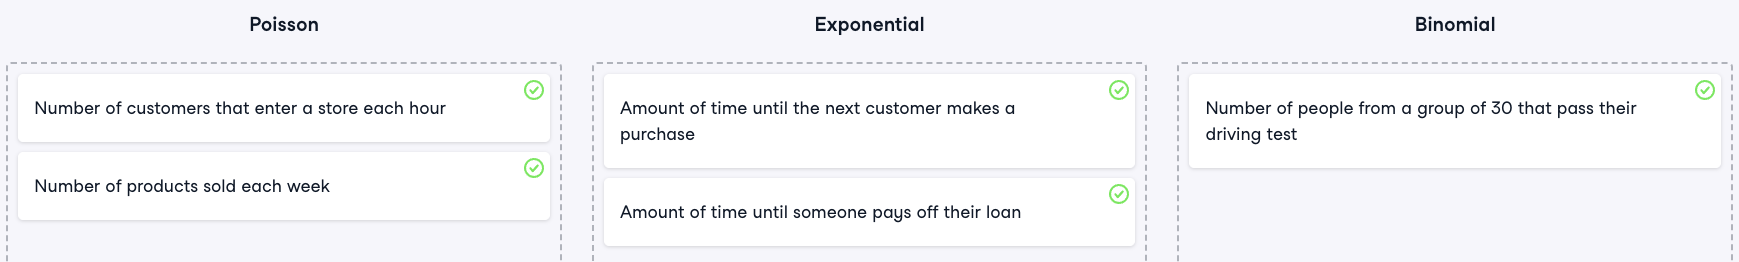 Poisson
Exponential
Binomial
Number of customers that enter a store each hour
Number of products sold each week
Amount of time until the next customer makes a
purchase
Amount of time until someone pays off their loan
Number of people from a group of 30 that pass their
driving test